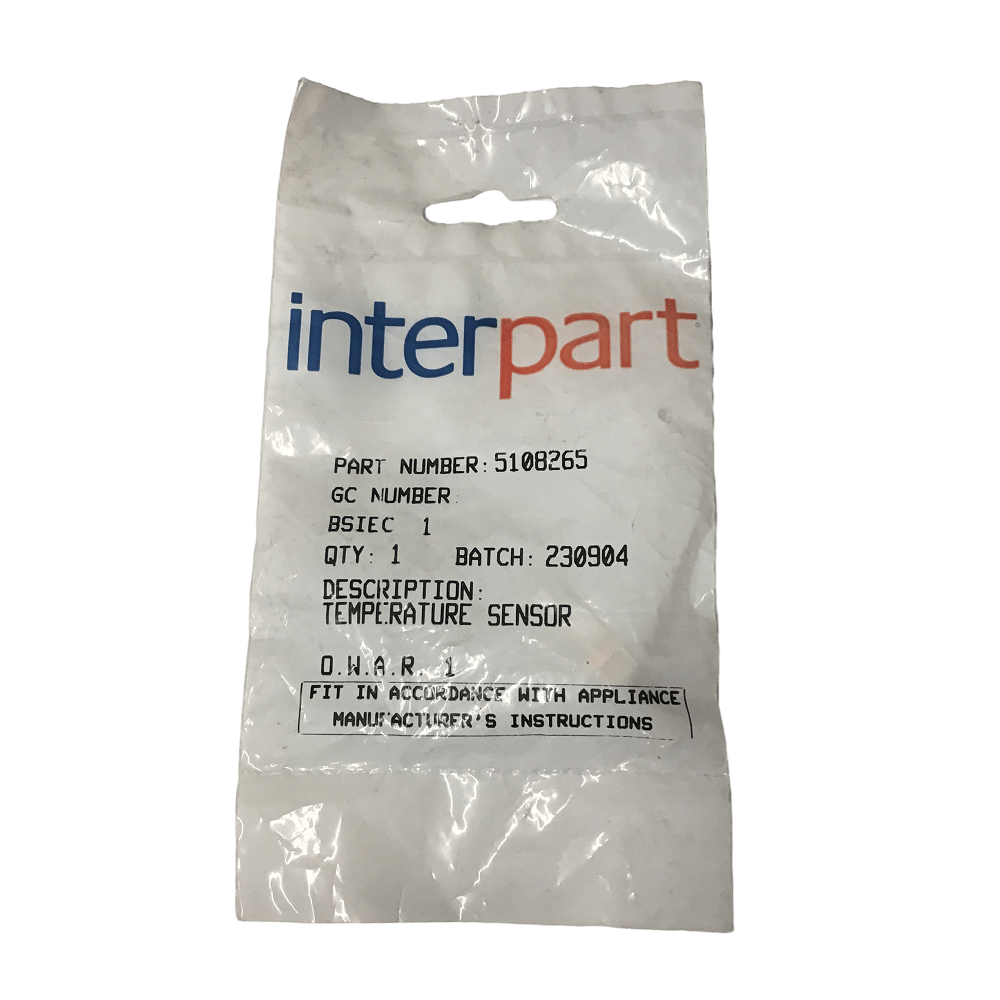 interpart
PART NUMBER: 5108265
GC NUMBER:
BSIEC 1
QTY: 1 BATCH: 230904
DESCRIPTION:
TEMPERATURE SENSOR
O.W.A.R. 1
FIT IN ACCORDANCE WITH APPLIANCE
MANUFACTURER'S INSTRUCTIONS